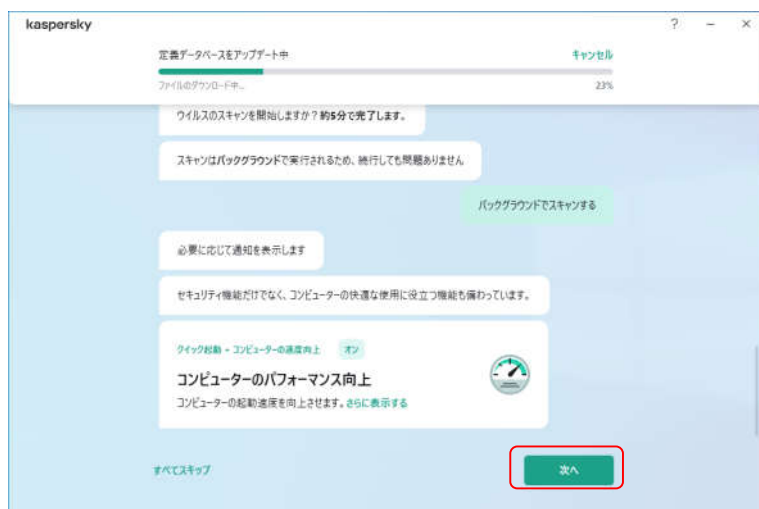 kaspersky
? − ×
定義データベースをアップデート中 キャンセル
ファイルのダウンロード中... 23%
ウイルスのスキャンを開始しますか？約5分で完了します。
スキャンはバックグラウンドで実行されるため、続行しても問題ありません
バックグラウンドでスキャンする
必要に応じて通知を表示します
セキュリティ機能だけでなく、コンピューターの快適な使用に役立つ機能も備わっています。
クイック起動 - コンピューターの速度向上 オン
コンピューターのパフォーマンス向上
コンピューターの起動速度を向上させます。さらに表示する
すべてスキップ 次へ